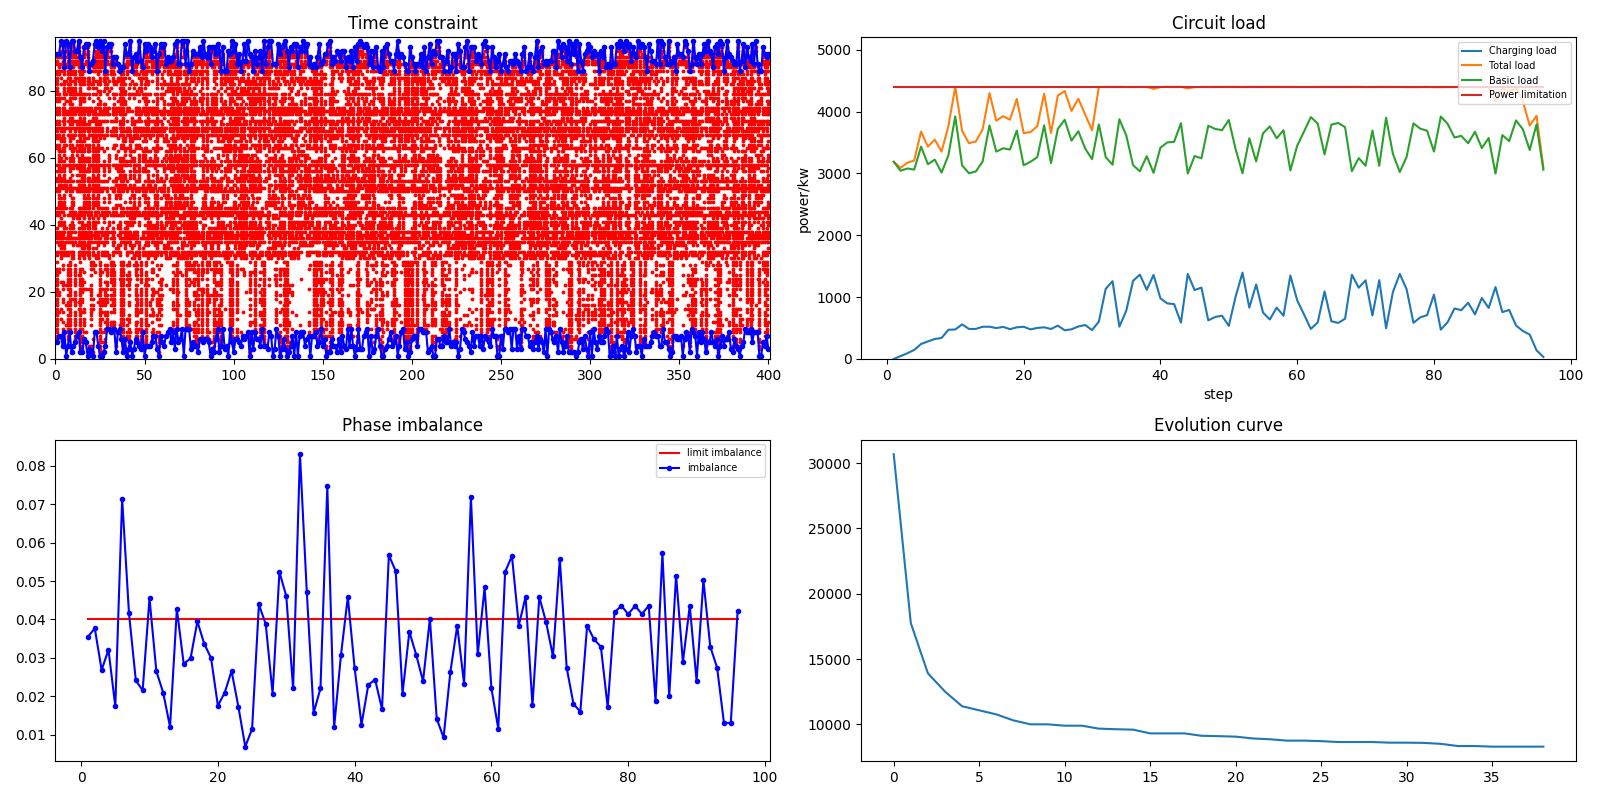 Time constraint
80
60
40
20
0
0 50 100 150 200 250 300 350 400
Circuit load
5000
4000
3000
2000
1000
0
power/kw
Charging load
Total load
Basic load
Power limitation
0 20 40 60 80 100
step
Phase imbalance
0.08
0.07
0.06
0.05
0.04
0.03
0.02
0.01
limit imbalance
imbalance
0 20 40 60 80 100
Evolution curve
30000
25000
20000
15000
10000
0 5 10 15 20 25 30 35